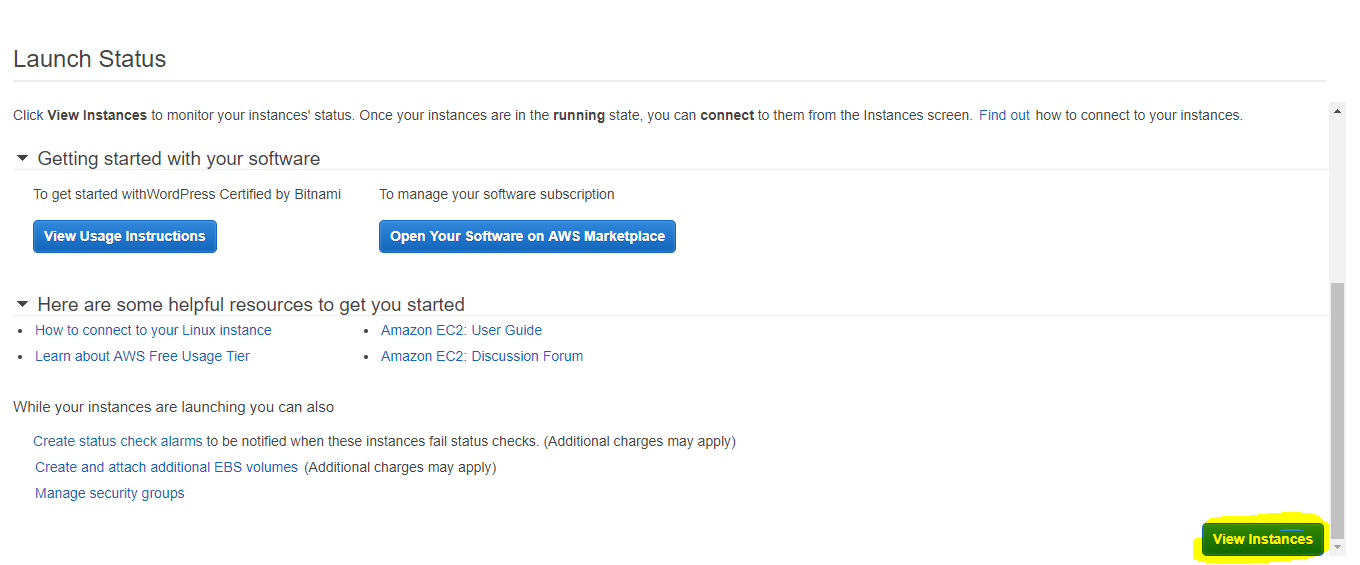 Launch Status
Click View Instances to monitor your instances' status. Once your instances are in the running state, you can connect to them from the Instances screen. Find out how to connect to your instances.
Getting started with your software
To get started withWordPress Certified by Bitnami
To manage your software subscription
View Usage Instructions
Open Your Software on AWS Marketplace
Here are some helpful resources to get you started
• How to connect to your Linux instance
• Amazon EC2: User Guide
• Learn about AWS Free Usage Tier
• Amazon EC2: Discussion Forum
While your instances are launching you can also
Create status check alarms to be notified when these instances fail status checks. (Additional charges may apply)
Create and attach additional EBS volumes (Additional charges may apply)
Manage security groups
View Instances